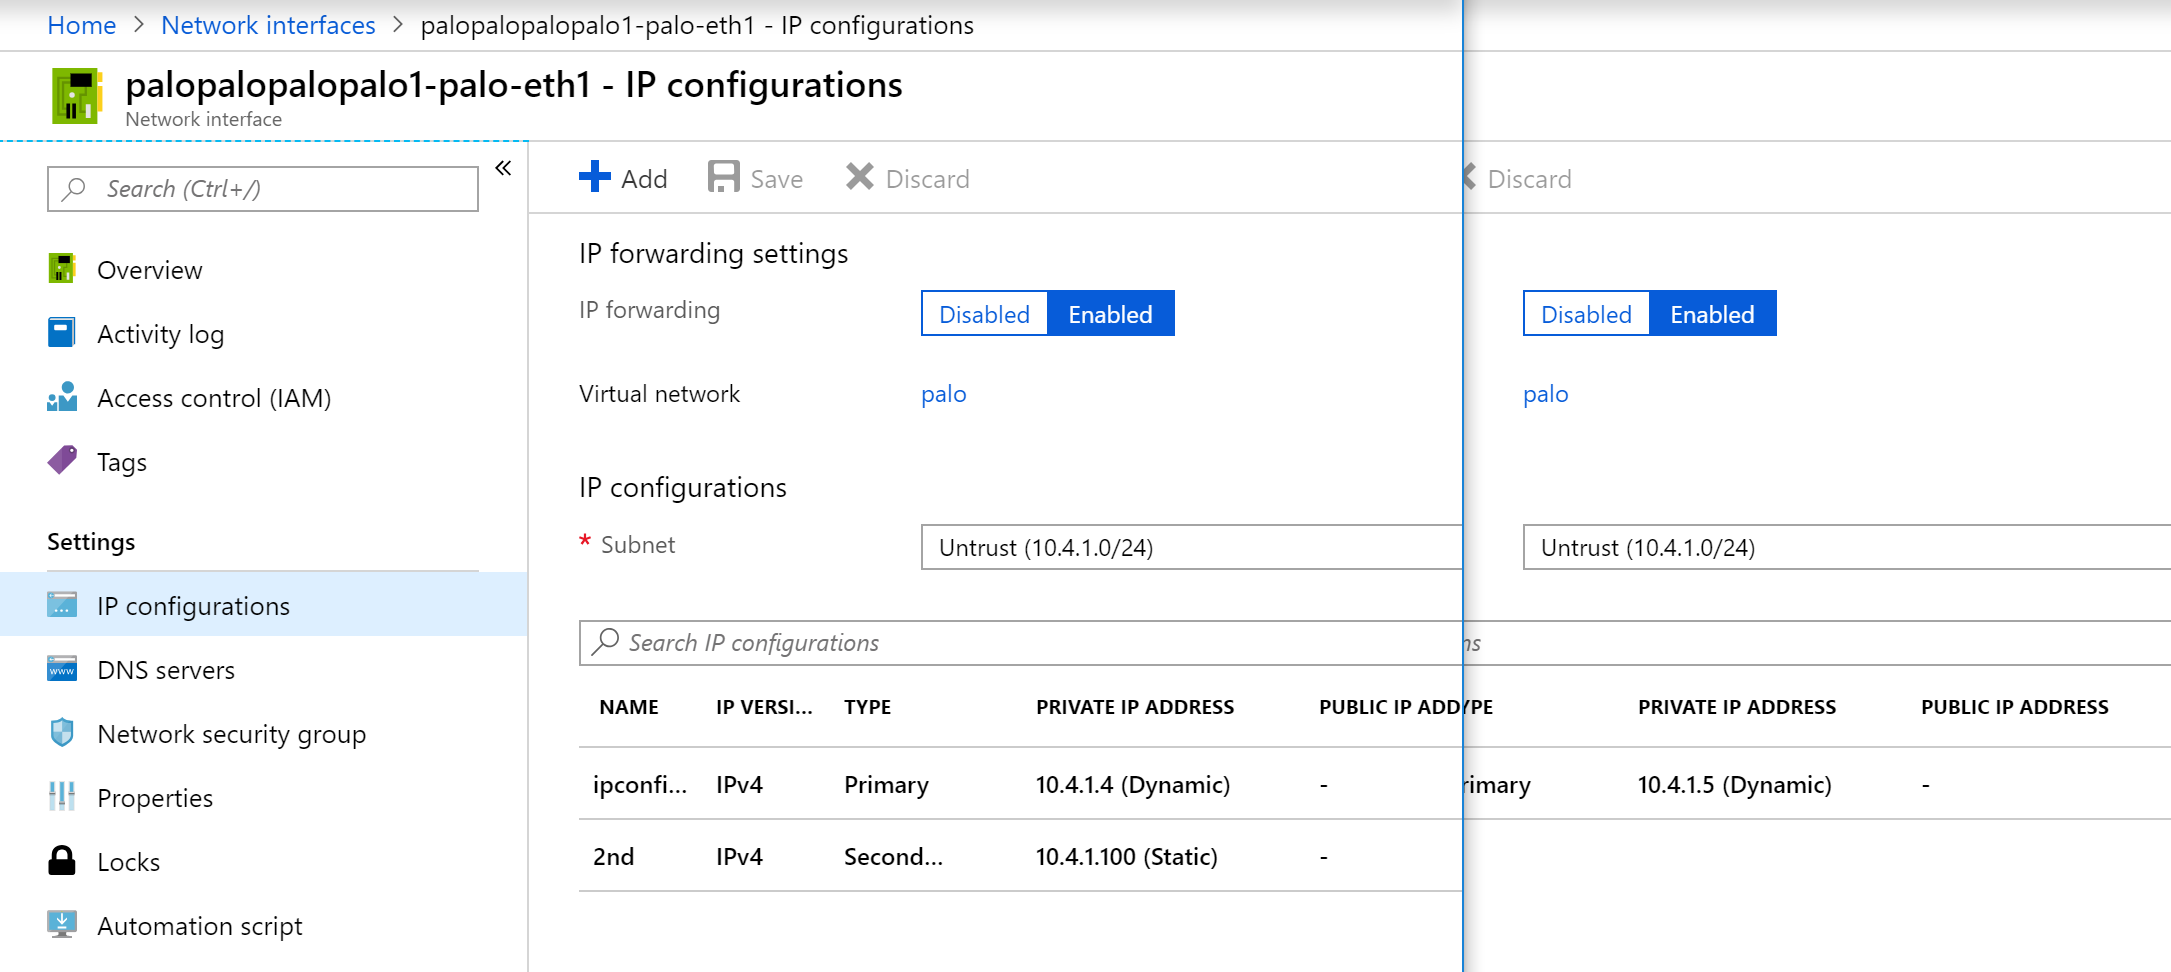 Home > Network interfaces > palopalopalopalo1-palo-eth1 - IP configurations
palopalopalopalo1-palo-eth1 - IP configurations
Network interface
Search (Ctrl+/)
«
Overview
Activity log
Access control (IAM)
Tags
Settings
IP configurations
DNS servers
www
Network security group
Properties
Locks
Automation script
Add Save Discard
IP forwarding settings
IP forwarding Disabled Enabled
Virtual network palo
IP configurations
* Subnet Untrust (10.4.1.0/24)
Search IP configurations
NAME IP VERSI... TYPE PRIVATE IP ADDRESS PUBLIC IP ADD
ipconfi... IPv4 Primary 10.4.1.4 (Dynamic) -
2nd IPv4 Second... 10.4.1.100 (Static) -
Discard
Disabled Enabled
palo
Untrust (10.4.1.0/24)
ns
YPE PRIVATE IP ADDRESS PUBLIC IP ADDRESS
rimary 10.4.1.5 (Dynamic) -